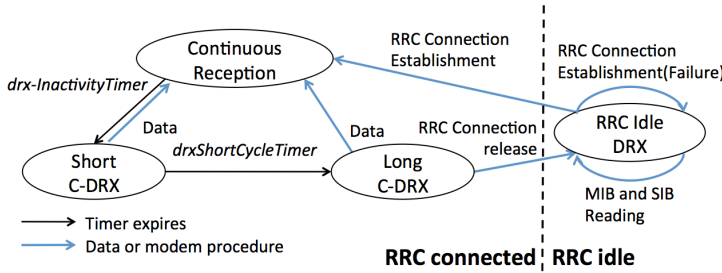 Continuous
Reception
RRC Connection
Establishment
RRC Connection
Establishment(Failure)
drx-InactivityTimer
Data
drxShortCycleTimer
Data
RRC Connection
release
RRC Idle
DRX
Short
C-DRX
Long
C-DRX
MIB and SIB
Reading
Timer expires
Data or modem procedure
RRC connected
RRC idle